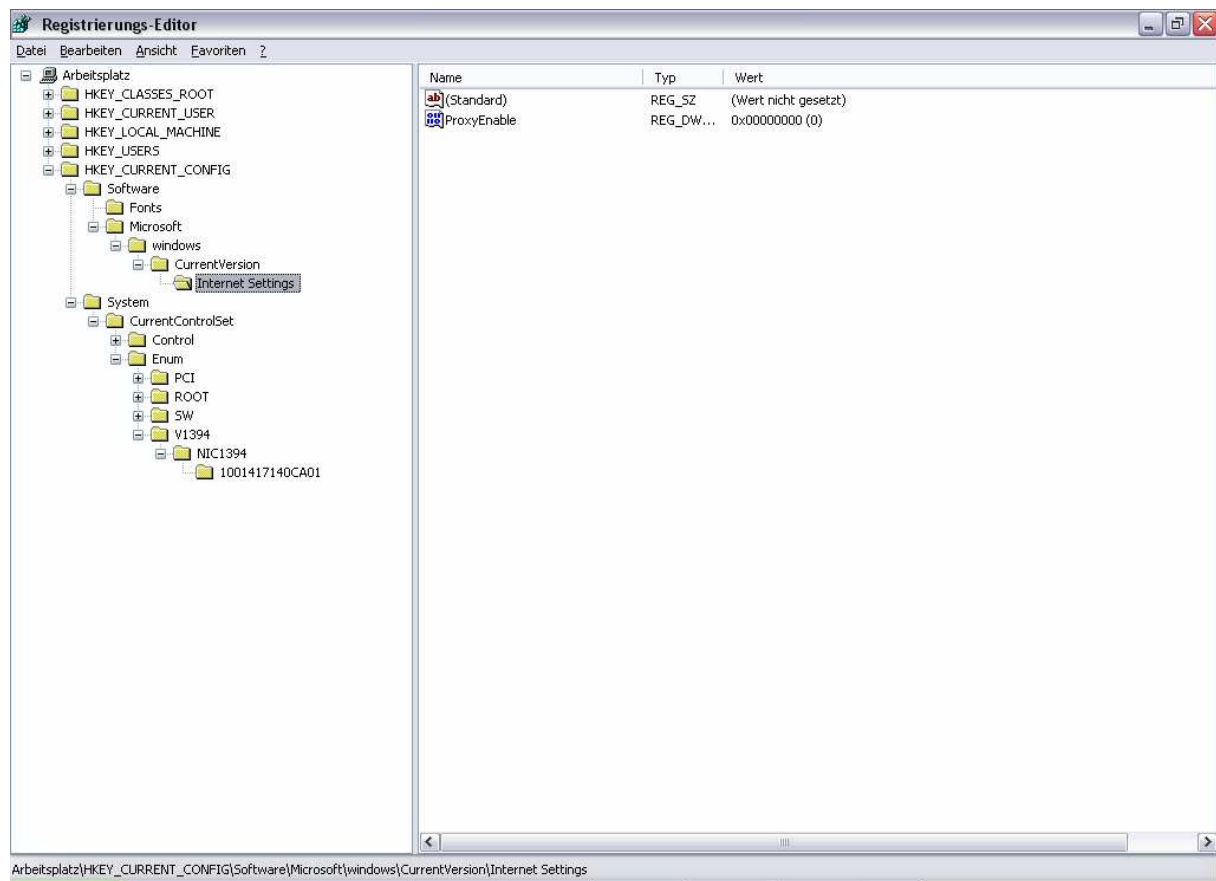 Registrierungs-Editor
Datei Bearbeiten Ansicht Favoriten ?
Arbeitsplatz
HKEY_CLASSES_ROOT
HKEY_CURRENT_USER
HKEY_LOCAL_MACHINE
HKEY_USERS
HKEY_CURRENT_CONFIG
Software
Fonts
Microsoft
windows
CurrentVersion
Internet Settings
System
CurrentControlSet
Control
Enum
PCI
ROOT
SW
V1394
NIC1394
1001417140CA01
Name Typ Wert
(Standard) REG_SZ (Wert nicht gesetzt)
ProxyEnable REG_DW... 0x00000000 (0)
Arbeitsplatz\HKEY_CURRENT_CONFIG\Software\Microsoft\windows\CurrentVersion\Internet Settings